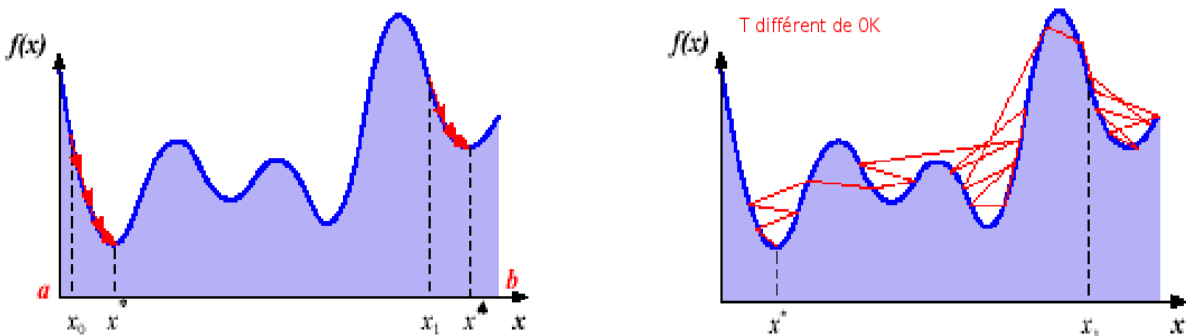 f(x)
a
b
x₀
x*
x₁
x▲
x
T différent de 0K
f(x)
x*
x₁
x